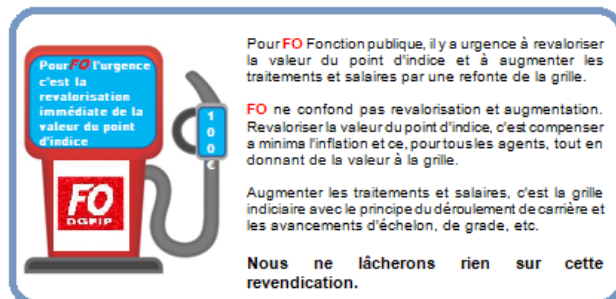 Pour FO l'urgence
c'est la
revalorisation
immédiate de la
valeur du point
d'indice
100 €
FO
DGFIP
Pour FO Fonction publique, il y a urgence à revaloriser
la valeur du point d'indice et à augmenter les
traitements et salaires par une refonte de la grille.
FO ne confond pas revalorisation et augmentation.
Revaloriser la valeur du point d'indice, c'est compenser
a minima l'inflation et ce, pour tous les agents, tout en
donnant de la valeur à la grille.
Augmenter les traitements et salaires, c'est la grille
indiciaire avec le principe du déroulement de carrière et
les avancements d'échelon, de grade, etc.
Nous ne lâcherons rien sur cette
revendication.